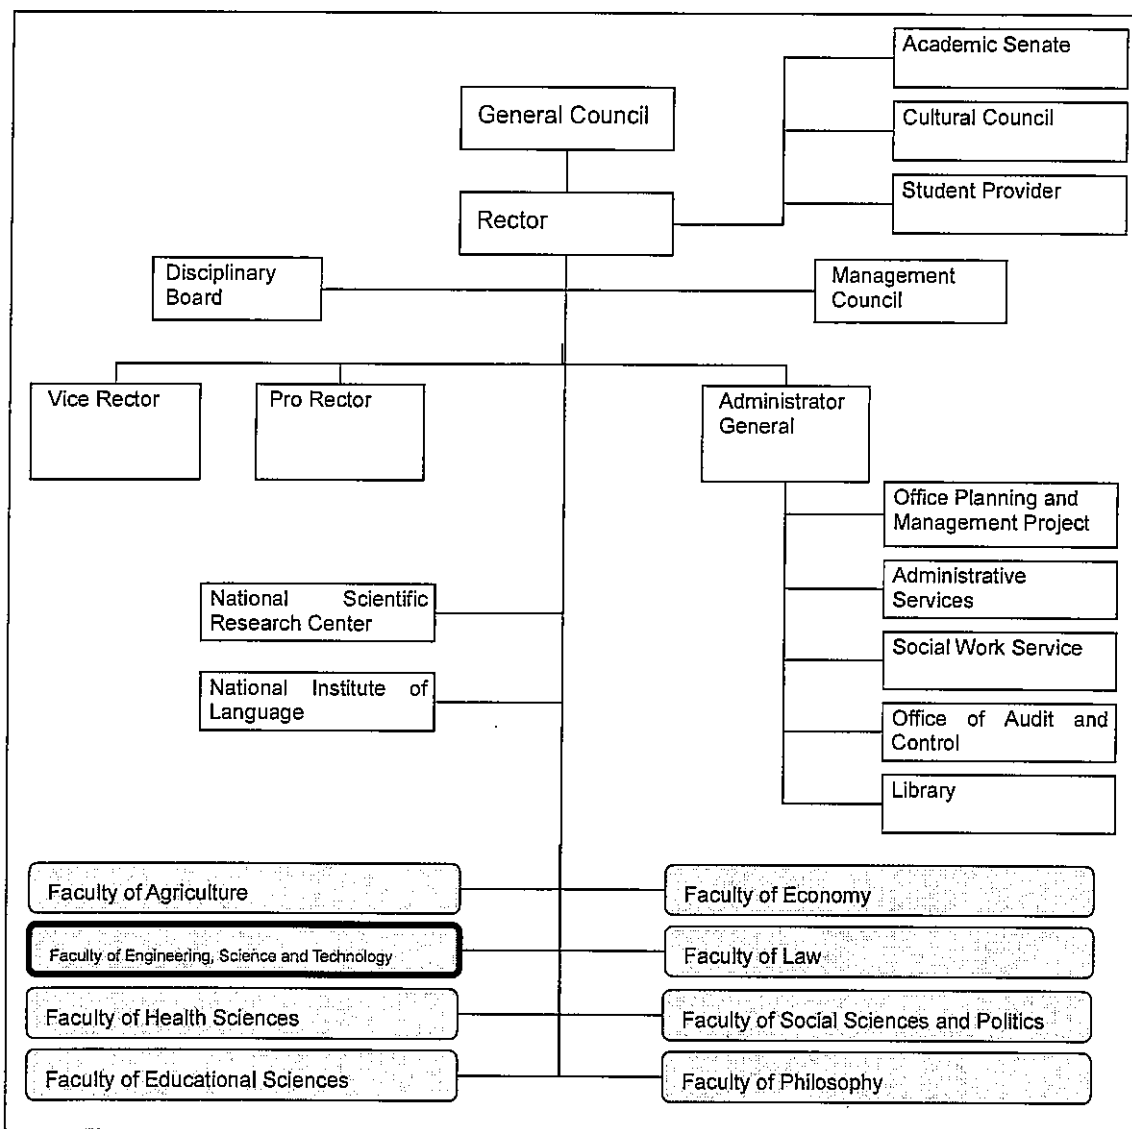 Academic Senate
General Council
Cultural Council
Student Provider
Rector
Disciplinary
Board
Management
Council
Vice Rector
Pro Rector
Administrator
General
Office Planning and
Management Project
Administrative
Services
National Scientific
Research Center
Social Work Service
National Institute of
Language
Office of Audit and
Control
Library
Faculty of Agriculture
Faculty of Economy
Faculty of Engineering, Science and Technology
Faculty of Law
Faculty of Health Sciences
Faculty of Social Sciences and Politics
Faculty of Educational Sciences
Faculty of Philosophy